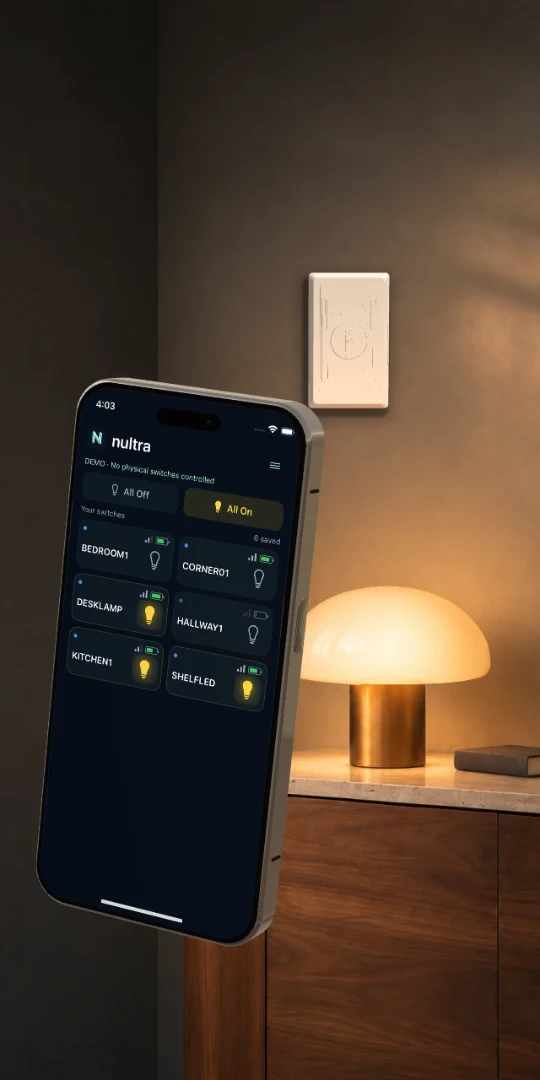 4:03
N nultra
DEMO - No physical switches controlled
All Off
All On
Your switches
6 saved
BEDROOM1
CORNER01
DESKLAMP
HALLWAY1
KITCHEN1
SHELFLED